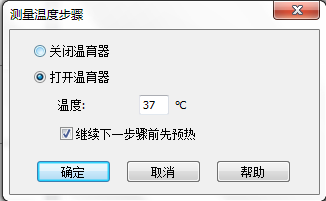 测量温度步骤
关闭温育器
打开温育器
温度: 37 ℃
继续下一步骤前先预热
确定 取消 帮助